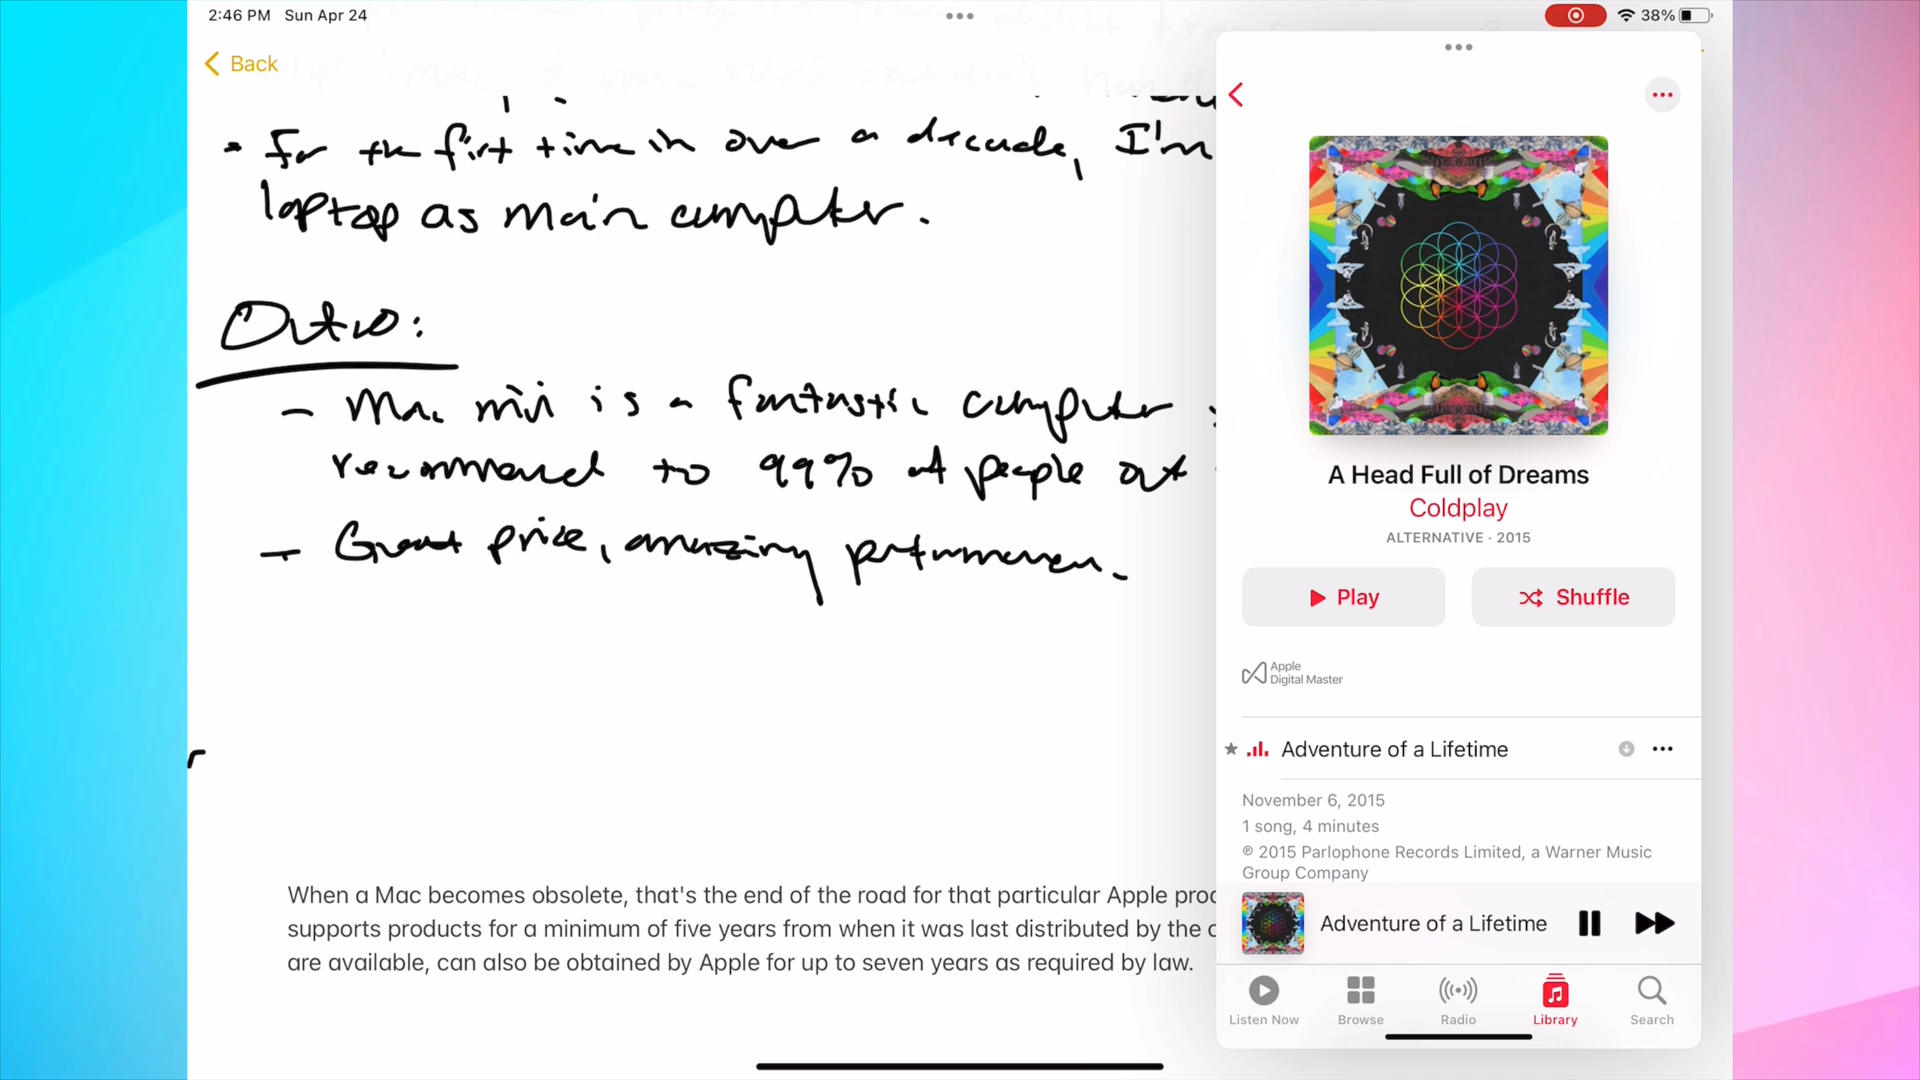 2:46 PM Sun Apr 24
38%
Back
• For the first time in over a decade, I'm
laptop as main computer.
Outro:
- Mac mini is a fantastic computer
recommend to 99% of people out
- Great price, amazing performance.
When a Mac becomes obsolete, that's the end of the road for that particular Apple proc
supports products for a minimum of five years from when it was last distributed by the c
are available, can also be obtained by Apple for up to seven years as required by law.
A Head Full of Dreams
Coldplay
ALTERNATIVE · 2015
Play
Shuffle
Apple
Digital Master
Adventure of a Lifetime
November 6, 2015
1 song, 4 minutes
℗ 2015 Parlophone Records Limited, a Warner Music
Group Company
Adventure of a Lifetime
Listen Now
Browse
Radio
Library
Search